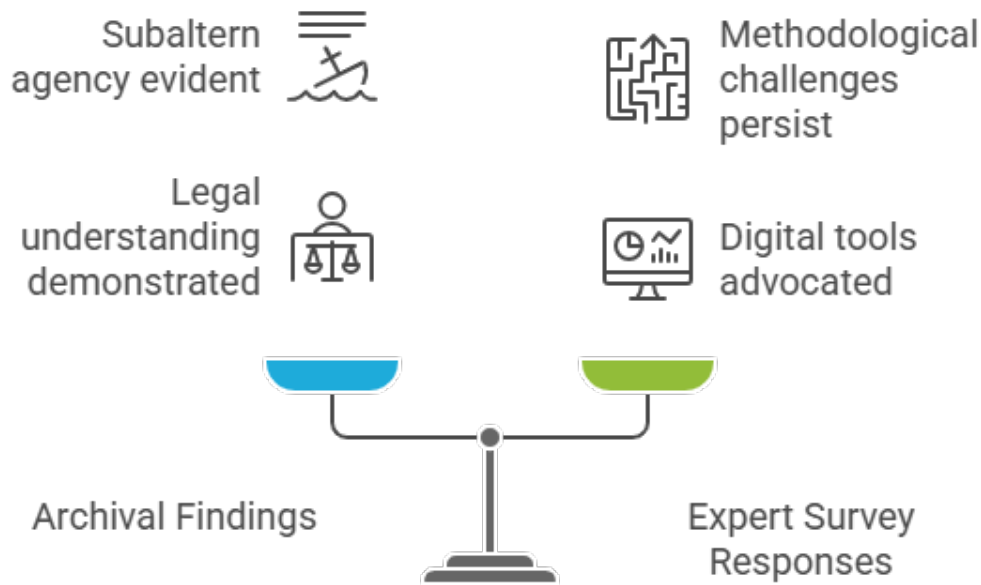 Subaltern
agency evident
Methodological
challenges
persist
Legal
understanding
demonstrated
Digital tools
advocated
Archival Findings
Expert Survey
Responses